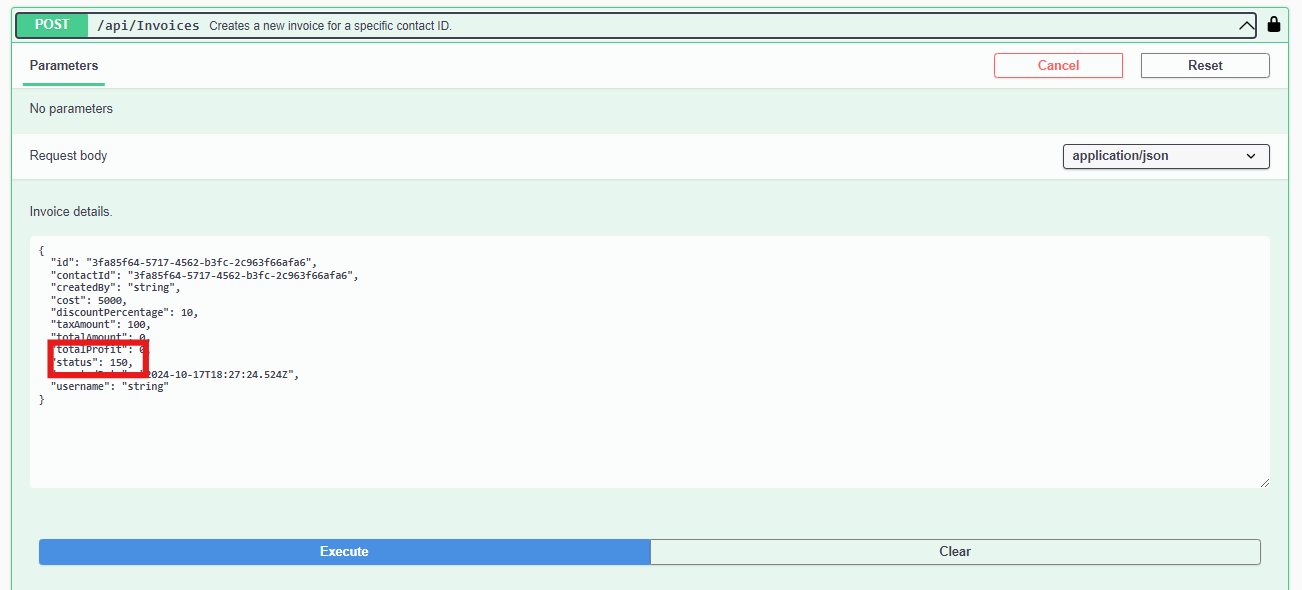 POST /api/Invoices Creates a new invoice for a specific contact ID.
Parameters
Cancel
Reset
No parameters
Request body
application/json
Invoice details.
{
"id": "3fa85f64-5717-4562-b3fc-2c963f66afa6",
"contactId": "3fa85f64-5717-4562-b3fc-2c963f66afa6",
"createdBy": "string",
"cost": 5000,
"discountPercentage": 10,
"taxAmount": 100,
"totalAmount": 0,
"totalProfit": 0,
"status": 150,
2024-10-17T18:27:24.524Z",
"username": "string"
}
Execute
Clear